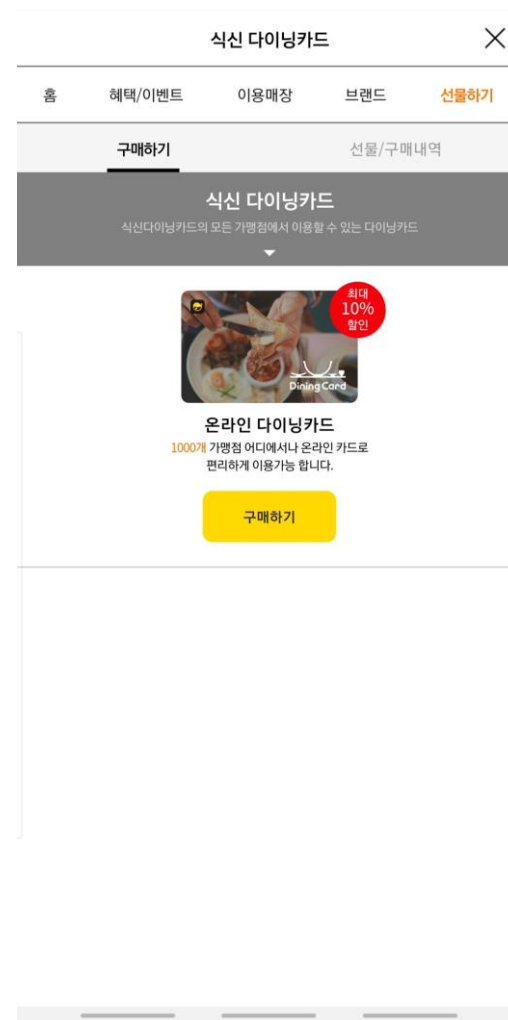 식신 다이닝카드
홈 혜택/이벤트 이용매장 브랜드 선물하기
구매하기 선물/구매내역
식신 다이닝카드
식신다이닝카드의 모든 가맹점에서 이용할 수 있는 다이닝카드
최대
10%
할인
Dining Card
온라인 다이닝카드
1000개 가맹점 어디에서나 온라인 카드로
편리하게 이용가능 합니다.
구매하기